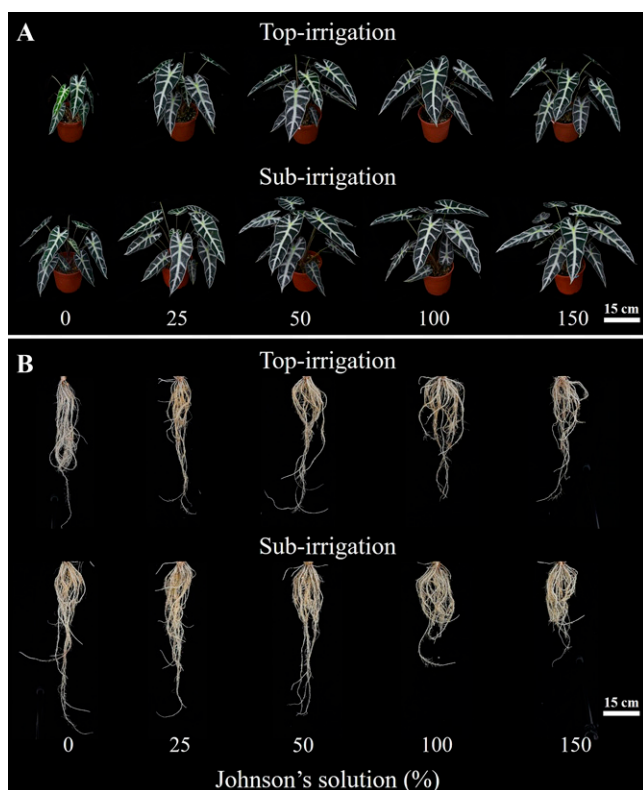 A
Top-irrigation
Sub-irrigation
15 cm
0 25 50 100 150
B
Top-irrigation
Sub-irrigation
15 cm
0 25 50 100 150
Johnson's solution (%)